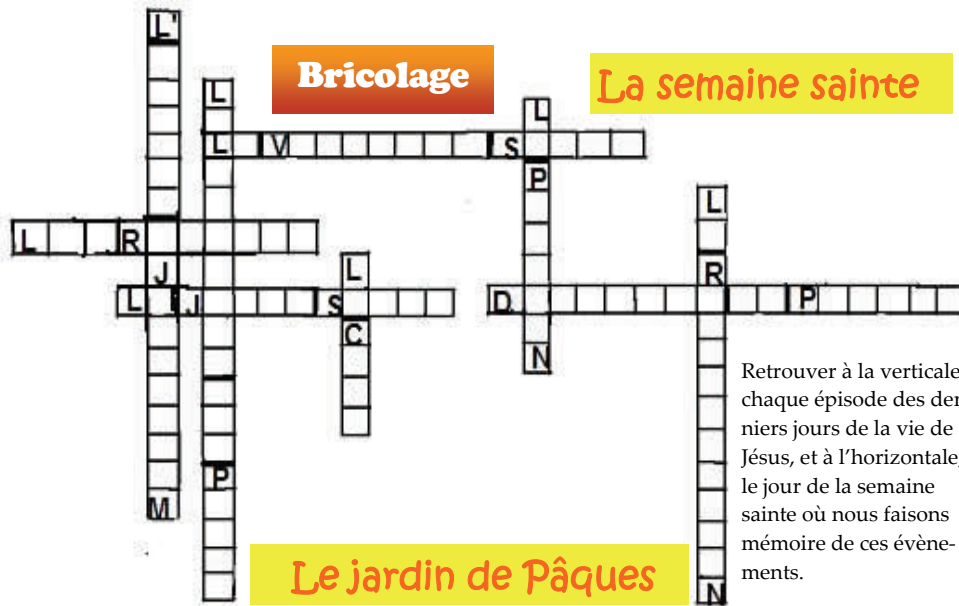 L'
Bricolage
La semaine sainte
L
L
L V S
P
L
L R
J
L
R
L J S
D P
C
N
P
M
N
Retrouver à la verticale
chaque épisode des der
niers jours de la vie de
Jésus, et à l’horizontale,
le jour de la semaine
sainte où nous faisons
mémoire de ces évène-
ments.
Le jardin de Pâques